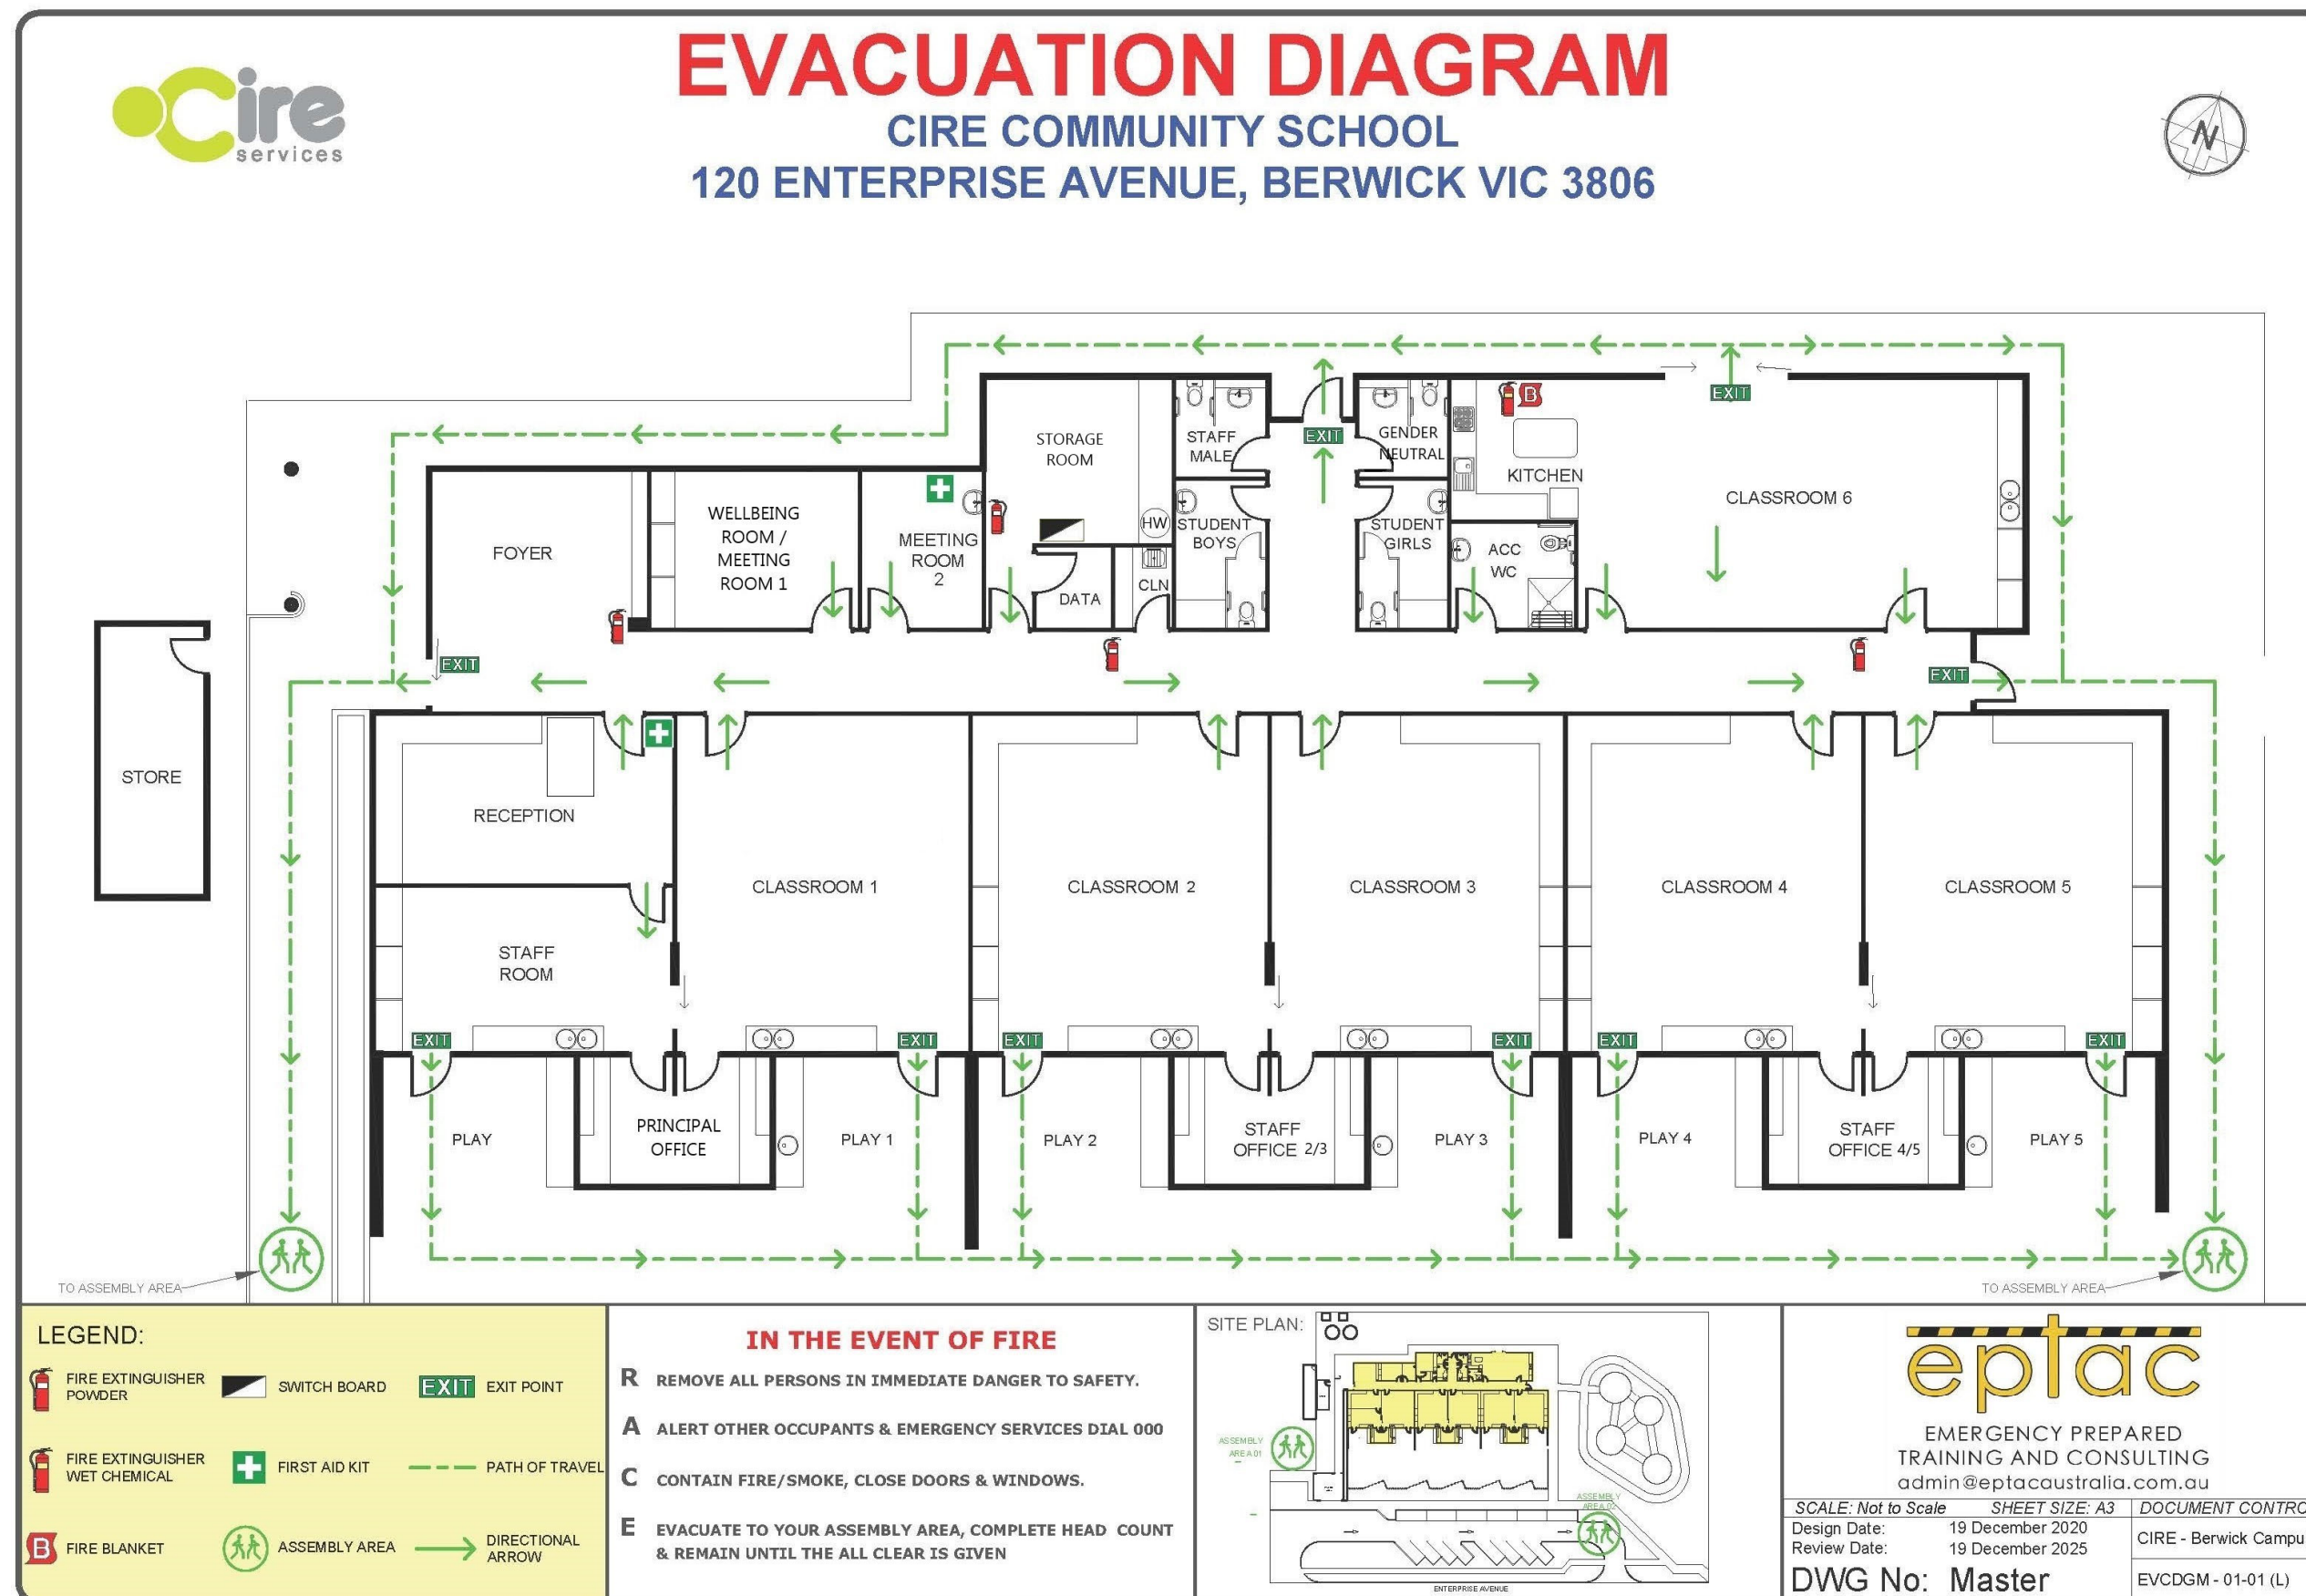 Cire
services
EVACUATION DIAGRAM
CIRE COMMUNITY SCHOOL
120 ENTERPRISE AVENUE, BERWICK VIC 3806
N
STORAGE
ROOM
STAFF
MALE
EXIT
GENDER
NEUTRAL
B
KITCHEN
EXIT
CLASSROOM 6
FOYER
WELLBEING
ROOM /
MEETING
ROOM 1
MEETING
ROOM
2
HW
STUDENT
BOYS
STUDENT
GIRLS
ACC
WC
DATA
CLN
EXIT
EXIT
STORE
RECEPTION
CLASSROOM 1
CLASSROOM 2
CLASSROOM 3
CLASSROOM 4
CLASSROOM 5
STAFF
ROOM
EXIT
EXIT
EXIT
EXIT
EXIT
EXIT
PLAY
PRINCIPAL
OFFICE
PLAY 1
PLAY 2
STAFF
OFFICE 2/3
PLAY 3
PLAY 4
STAFF
OFFICE 4/5
PLAY 5
TO ASSEMBLY AREA
TO ASSEMBLY AREA
LEGEND:
FIRE EXTINGUISHER
POWDER
SWITCH BOARD
EXIT
EXIT POINT
FIRE EXTINGUISHER
WET CHEMICAL
FIRST AID KIT
PATH OF TRAVEL
B
FIRE BLANKET
ASSEMBLY AREA
DIRECTIONAL
ARROW
IN THE EVENT OF FIRE
R REMOVE ALL PERSONS IN IMMEDIATE DANGER TO SAFETY.
A ALERT OTHER OCCUPANTS & EMERGENCY SERVICES DIAL 000
C CONTAIN FIRE/SMOKE, CLOSE DOORS & WINDOWS.
E EVACUATE TO YOUR ASSEMBLY AREA, COMPLETE HEAD COUNT
& REMAIN UNTIL THE ALL CLEAR IS GIVEN
SITE PLAN:
ASSEMBLY
AREA 01
ASSEMBLY
AREA 02
ENTERPRISE AVENUE
eptac
EMERGENCY PREPARED
TRAINING AND CONSULTING
admin@eptacaustralia.com.au
SCALE: Not to Scale SHEET SIZE: A3 DOCUMENT CONTRO
Design Date: 19 December 2020
Review Date: 19 December 2025
CIRE - Berwick Campu
DWG No: Master
EVCDGM - 01-01 (L)